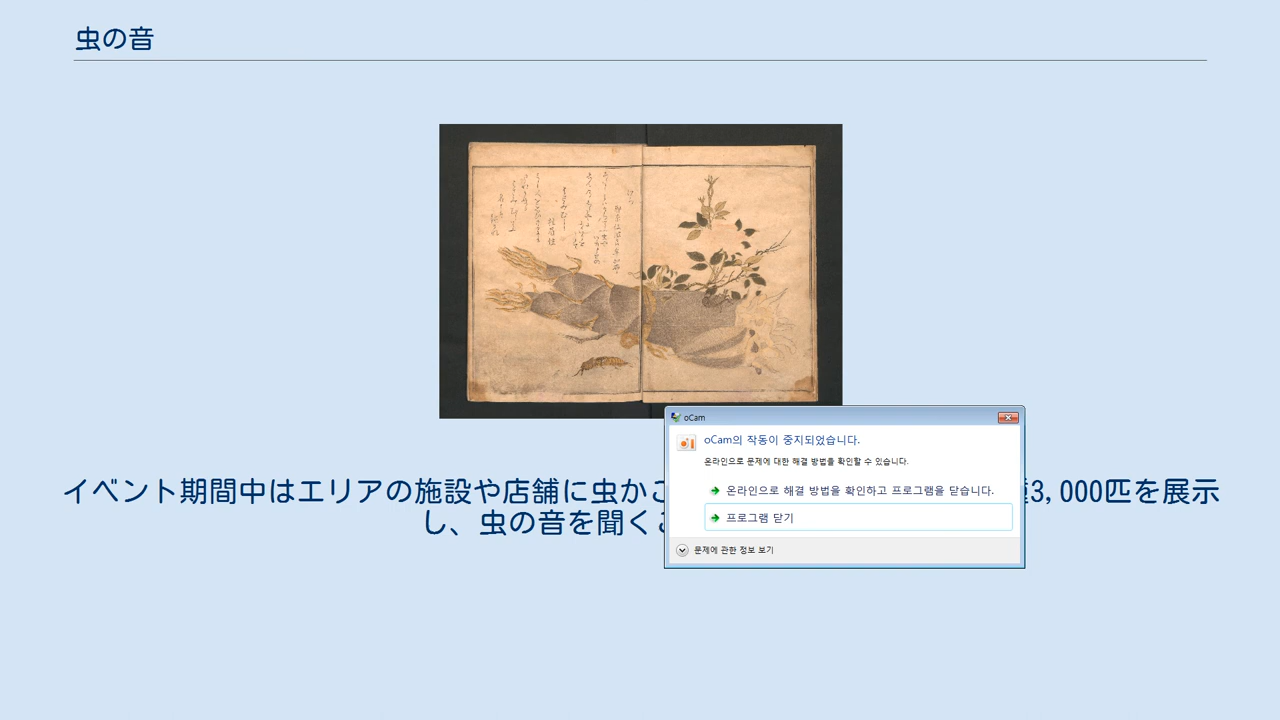 虫の音
イベント期間中はエリアの施設や店舗に虫か
3,000匹を展示
し、虫の音を聞く
oCam
oCam의 작동이 중지되었습니다.
온라인으로 문제에 대한 해결 방법을 확인할 수 있습니다.
온라인으로 해결 방법을 확인하고 프로그램을 닫습니다.
프로그램 닫기
문제에 관한 정보 보기